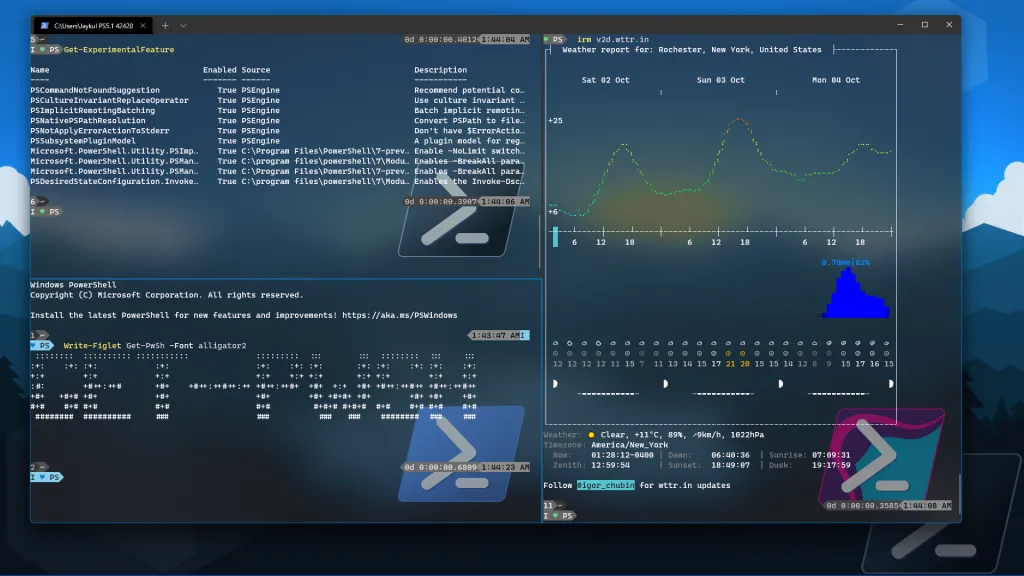 C:\Users\Jaykul PS5.1 42420
5
0d 0:00:00.4012 1:44:04 AM
I ♥ PS Get-ExperimentalFeature
Name Enabled Source Description
---- ------- ------ -----------
PSCommandNotFoundSuggestion True PSEngine Recommend potential co…
PSCultureInvariantReplaceOperator True PSEngine Use culture invariant …
PSImplicitRemotingBatching True PSEngine Batch implicit remotin…
PSNativePSPathResolution True PSEngine Convert PSPath to file…
PSNotApplyErrorActionToStderr True PSEngine Don't have $ErrorActio…
PSSubsystemPluginModel True PSEngine A plugin model for reg…
Microsoft.PowerShell.Utility.PSImp… True C:\program files\powershell\7-prev… Enable -NoLimit switch…
Microsoft.PowerShell.Utility.PSMan… True C:\program files\powershell\7\Modu… Enables -BreakAll para…
Microsoft.PowerShell.Utility.PSMan… True C:\program files\powershell\7\Modu… Enables -BreakAll para…
PSDesiredStateConfiguration.Invoke… True C:\program files\powershell\7\Modu… Enables the Invoke-Dsc…
6
0d 0:00:00.3907 1:44:06 AM
I ♥ PS
Windows PowerShell
Copyright (C) Microsoft Corporation. All rights reserved.
Install the latest PowerShell for new features and improvements! https://aka.ms/PSWindows
1
1:43:47 AM
♥ PS Write-Figlet Get-PwSh -Font alligator2
Get-PwSh
2
0d 0:00:00.6809 1:44:23 AM
I ♥ PS
♥ PS irm v2d.wttr.in
Weather report for: Rochester, New York, United States
Sat 02 Oct Sun 03 Oct Mon 04 Oct
+25
+6
6 12 18 6 12 18 6 12 18
0.78mm|82%
12 13 12 12 11 15 7 11 13 14 15 17 21 20 15 15 14 12 8 9 15 17 16 15
Weather: Clear, +11°C, 89%, 9km/h, 1022hPa
Timezone: America/New_York
Now: 01:28:12-0400 | Dawn: 06:40:36 | Sunrise: 07:09:31
Zenith: 12:59:54 | Sunset: 18:49:07 | Dusk: 19:17:59
Follow @igor_chubin for wttr.in updates
11
0d 0:00:00.3585 1:44:08 AM
I ♥ PS